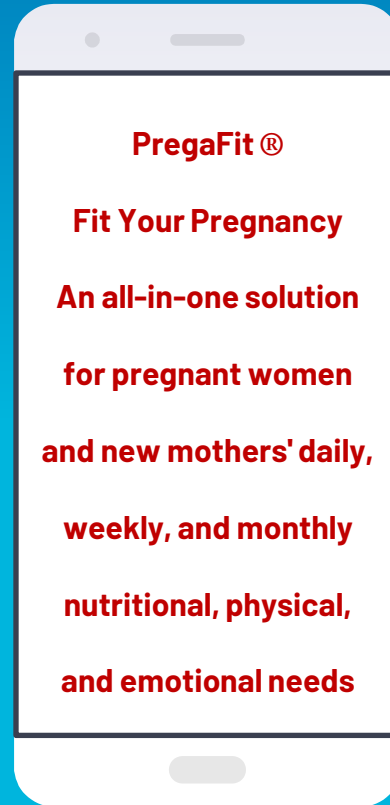 PregaFit ®
Fit Your Pregnancy
An all-in-one solution
for pregnant women
and new mothers' daily,
weekly, and monthly
nutritional, physical,
and emotional needs